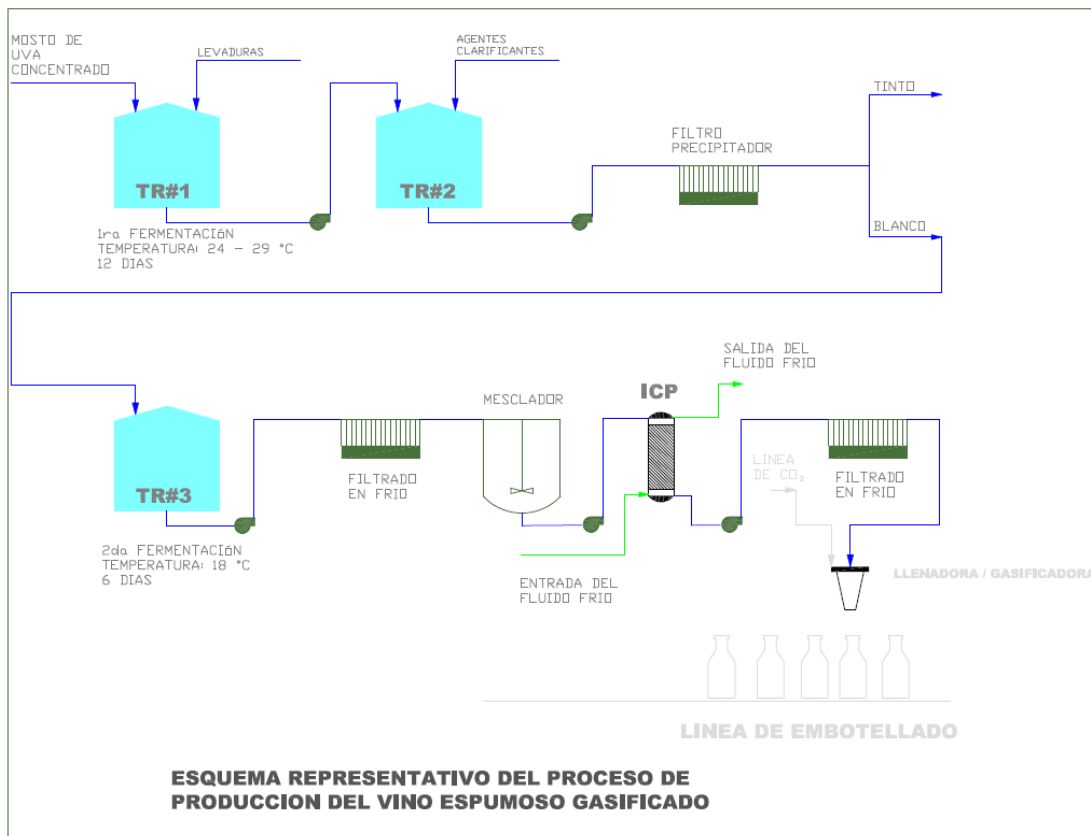 MOSTO DE
UVA
CONCENTRADO
LEVADURAS
AGENTES
CLARIFICANTES
TR#1
TR#2
FILTRO
PRECIPITADOR
TINTO
BLANCO
1ra FERMENTACIóN
TEMPERATURA: 24 - 29 °C
12 DIAS
SALIDA DEL
FLUIDO FRIO
ICP
MESCLADOR
LINEA
DE CO₂
TR#3
FILTRADO
EN FRIO
FILTRADO
EN FRIO
2da FERMENTACIóN
TEMPERATURA: 18 °C
6 DIAS
ENTRADA DEL
FLUIDO FRIO
LLENADORA / GASIFICADORA
LINEA DE EMBOTELLADO
ESQUEMA REPRESENTATIVO DEL PROCESO DE
PRODUCCION DEL VINO ESPUMOSO GASIFICADO